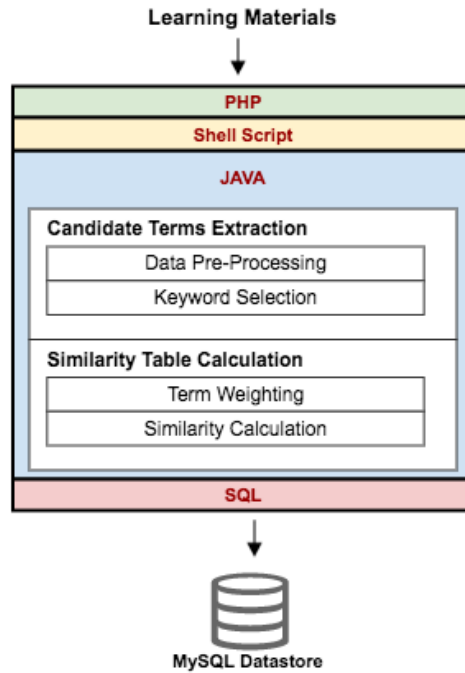 Learning Materials
PHP
Shell Script
JAVA
Candidate Terms Extraction
Data Pre-Processing
Keyword Selection
Similarity Table Calculation
Term Weighting
Similarity Calculation
SQL
MySQL Datastore